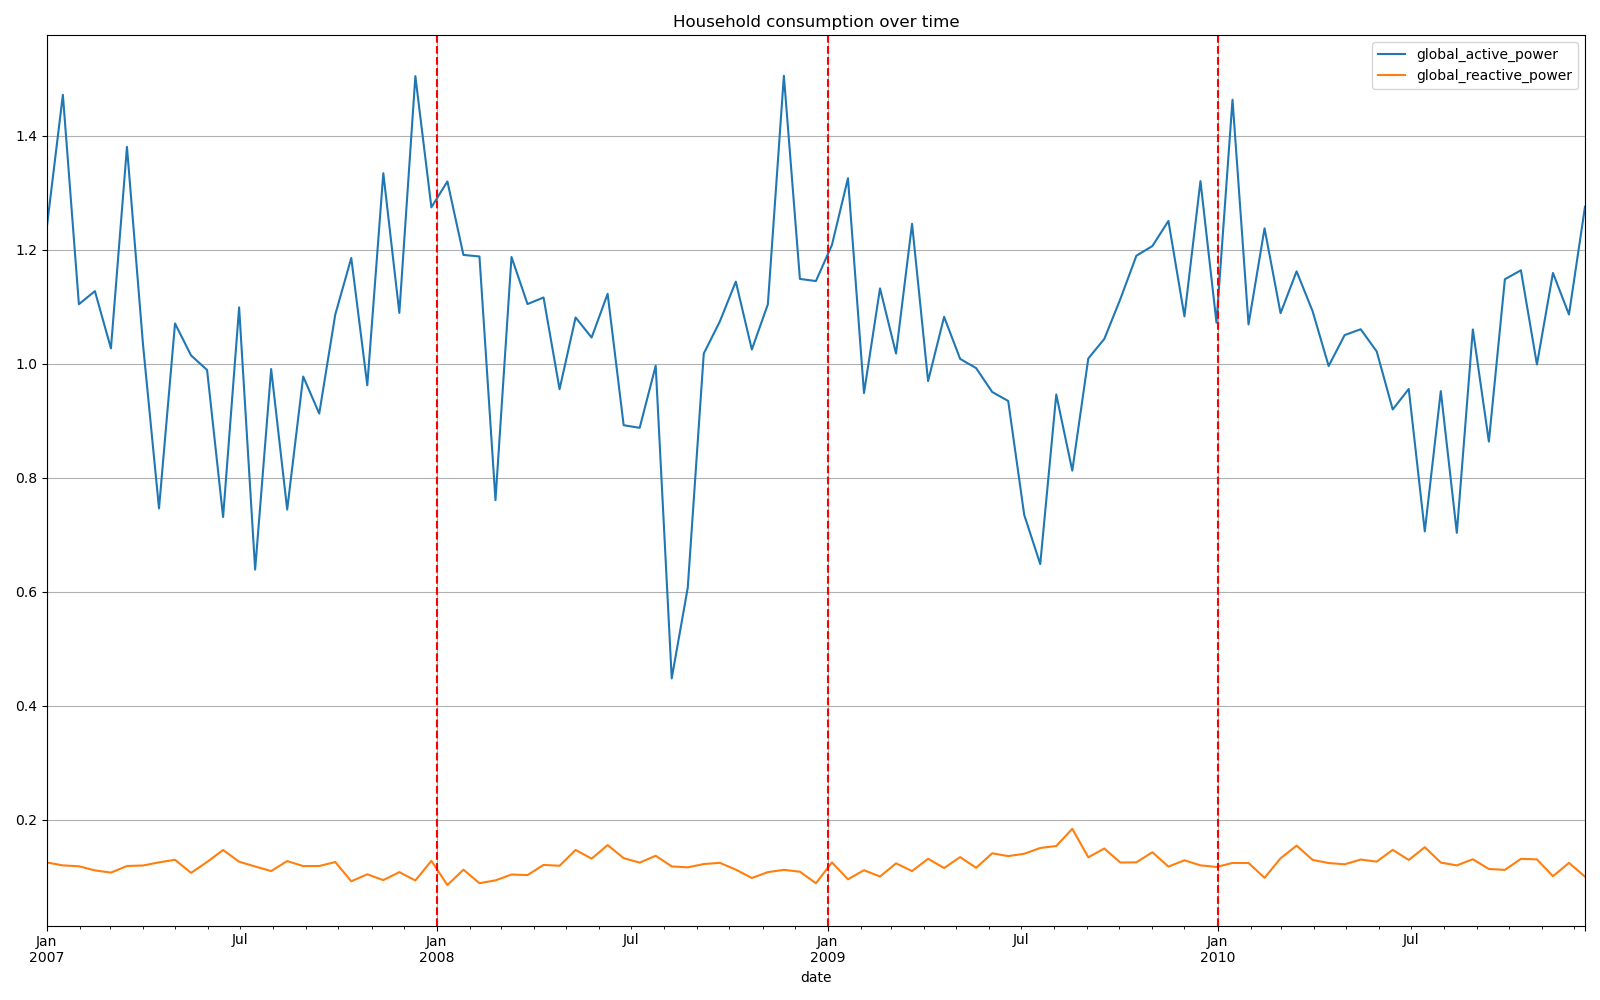 Household consumption over time
global_active_power
global_reactive_power
1.4
1.2
1.0
0.8
0.6
0.4
0.2
Jan Jul Jan Jul Jan Jul Jan Jul
2007 2008 2009 2010
date